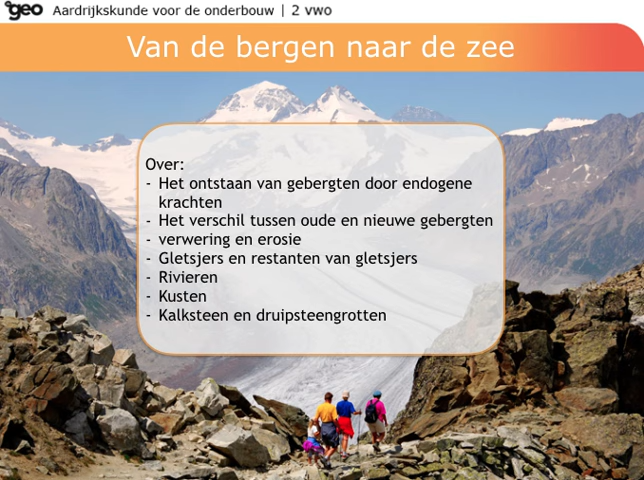 geo Aardrijkskunde voor de onderbouw | 2 vwo
Van de bergen naar de zee
Over:
- Het ontstaan van gebergten door endogene
krachten
- Het verschil tussen oude en nieuwe gebergten
- verwering en erosie
- Gletsjers en restanten van gletsjers
- Rivieren
- Kusten
- Kalksteen en druipsteengrotten